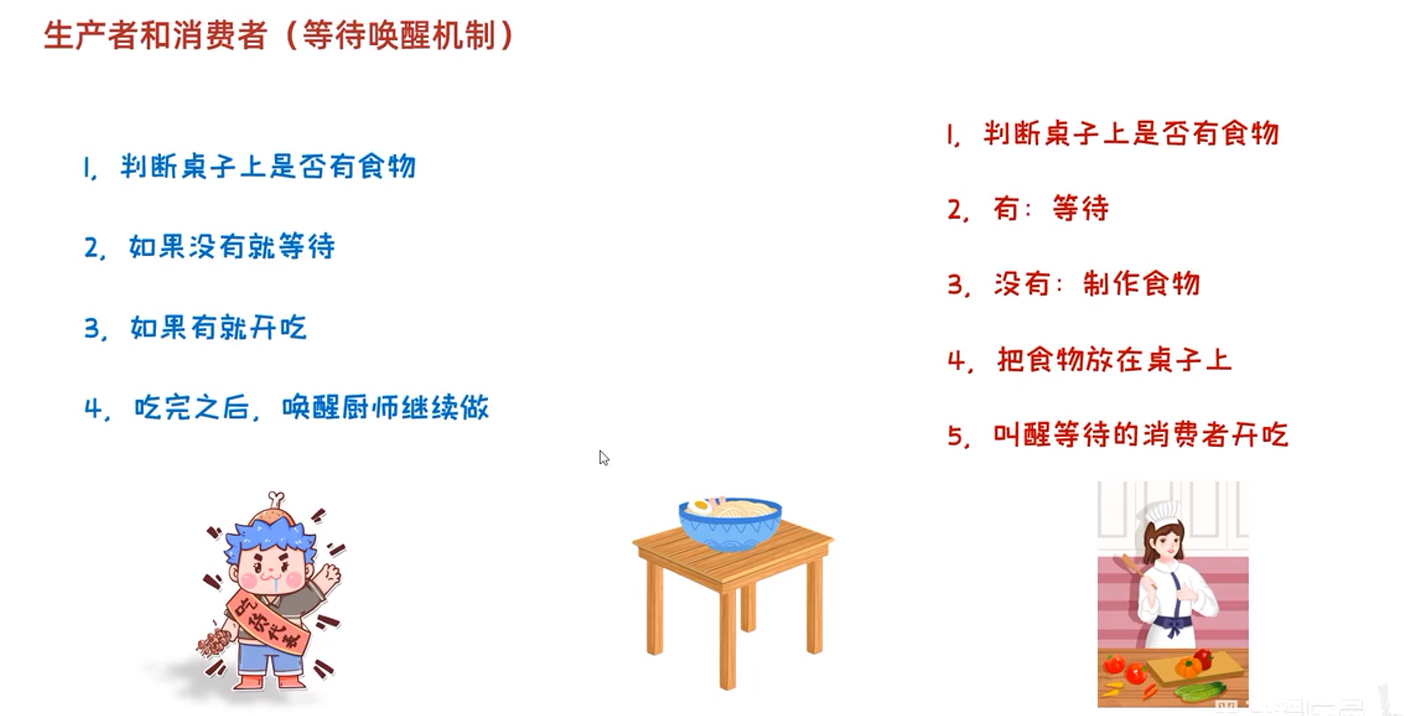 生产者和消费者（等待唤醒机制）
1, 判断桌子上是否有食物
2, 如果没有就等待
3, 如果有就开吃
4, 吃完之后, 唤醒厨师继续做
1, 判断桌子上是否有食物
2, 有: 等待
3, 没有: 制作食物
4, 把食物放在桌子上
5, 叫醒等待的消费者开吃
吃货代表